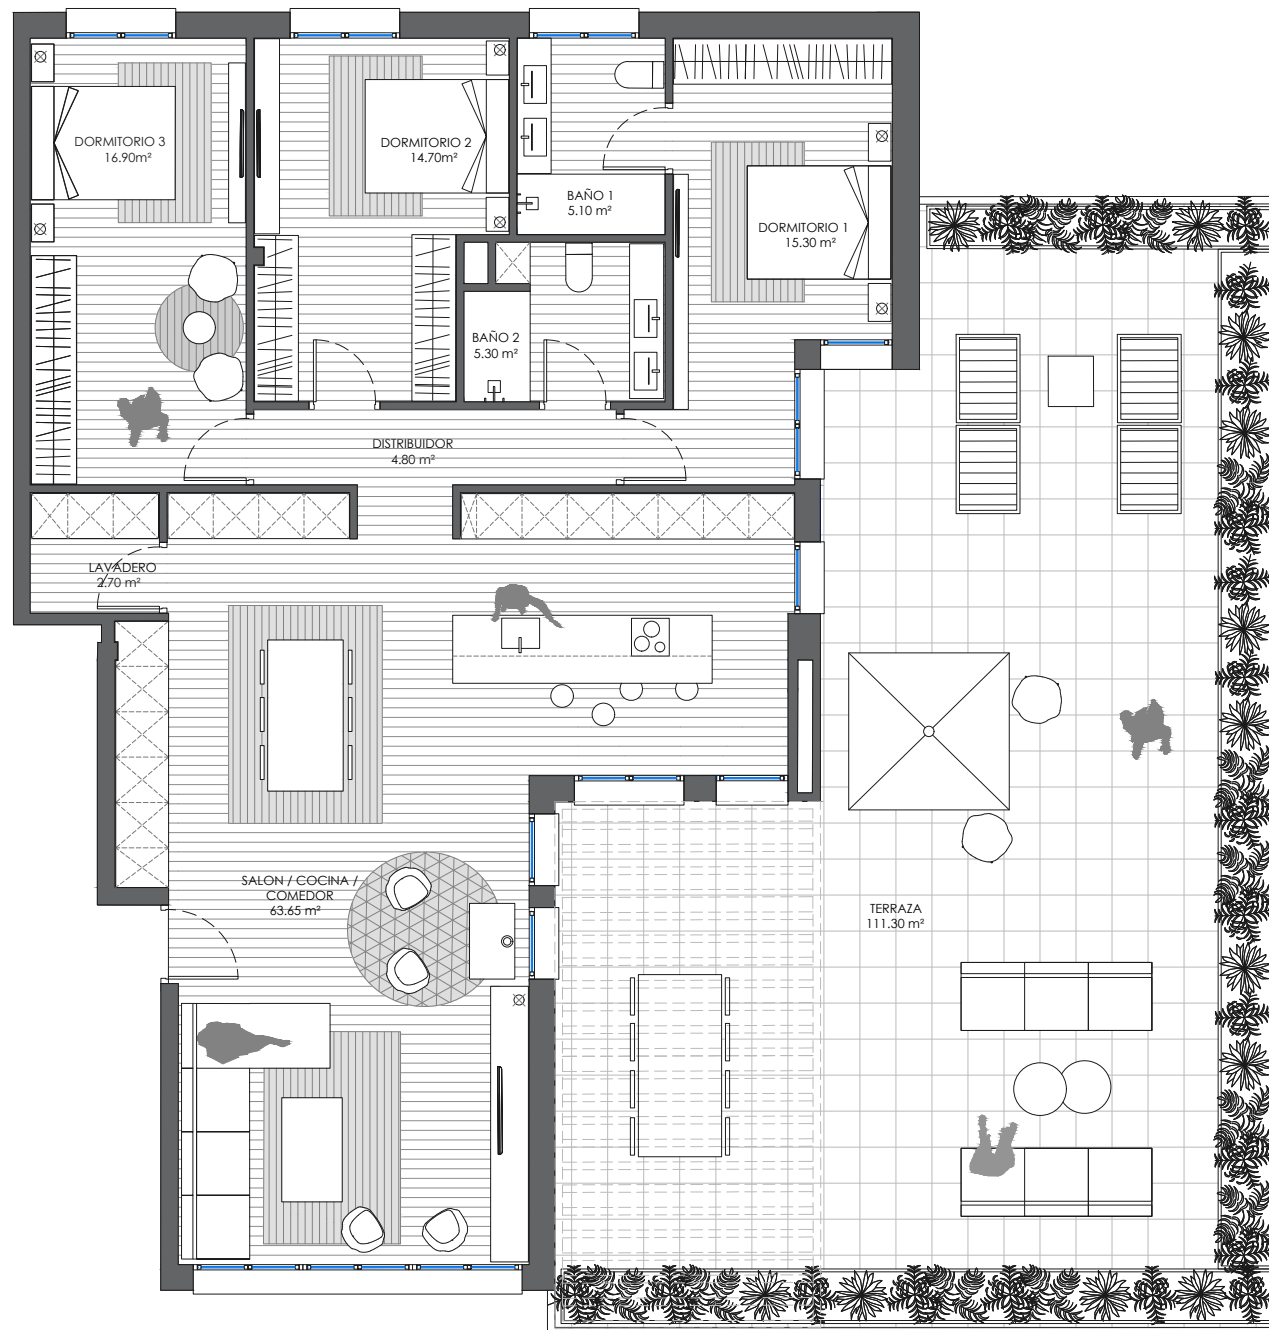 DORMITORIO 3
16.90m²
DORMITORIO 2
14.70m²
BAÑO 1
5.10 m²
DORMITORIO 1
15.30 m²
BAÑO 2
5.30 m²
DISTRIBUIDOR
4.80 m²
LAVADERO
2.70 m²
SALON / COCINA /
COMEDOR
63.65 m²
TERRAZA
111.30 m²